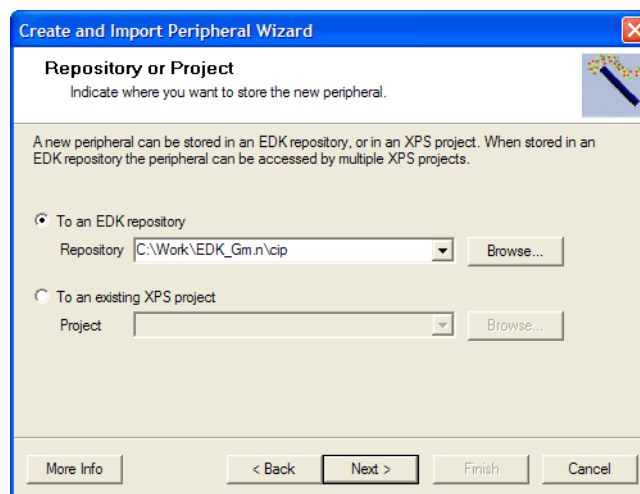 Create and Import Peripheral Wizard
Repository or Project
Indicate where you want to store the new peripheral.
A new peripheral can be stored in an EDK repository, or in an XPS project. When stored in an
EDK repository the peripheral can be accessed by multiple XPS projects.
To an EDK repository
Repository C:\Work\EDK_Gm.n\cip Browse...
To an existing XPS project
Project Browse...
More Info < Back Next > Finish Cancel